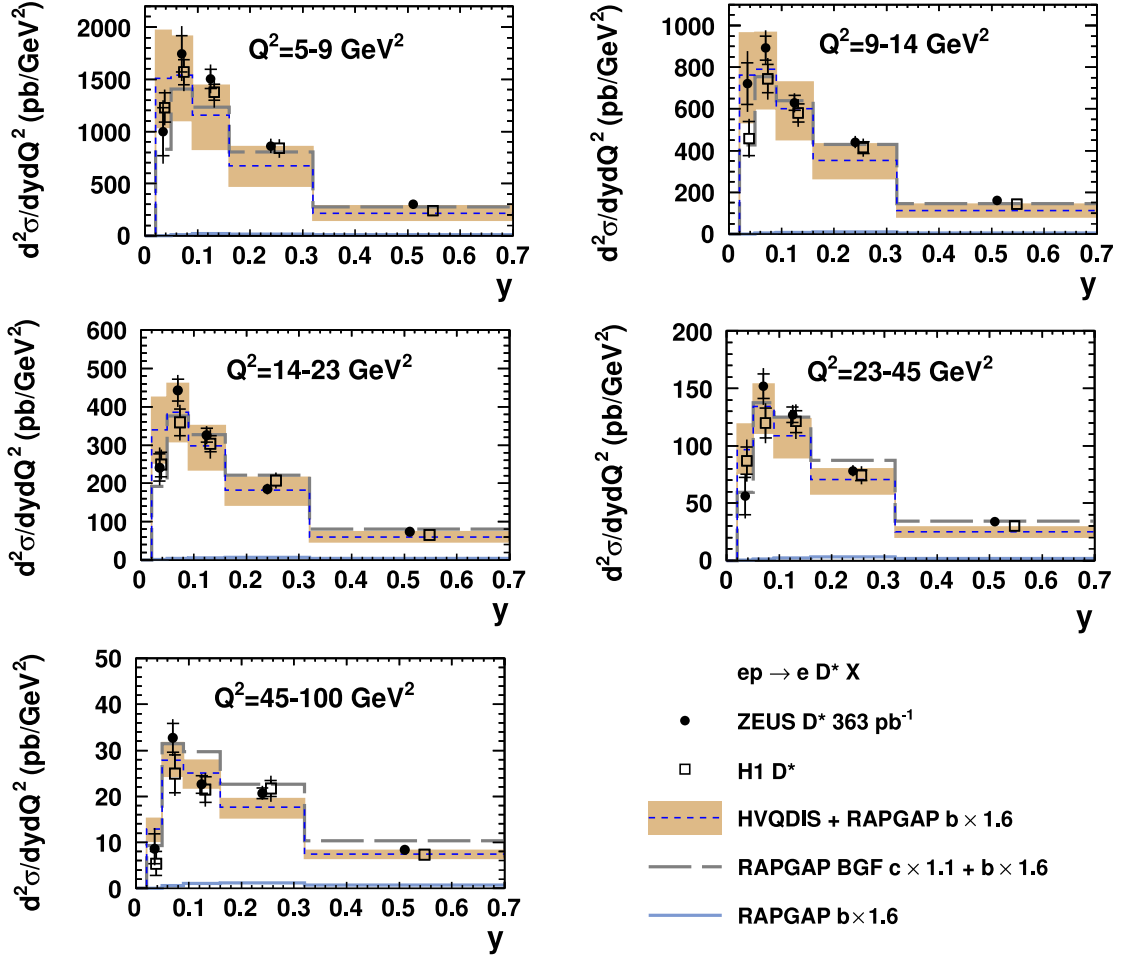 d²σ/dydQ² (pb/GeV²)
Q²=5-9 GeV²
2000
1500
1000
500
0
0 0.1 0.2 0.3 0.4 0.5 0.6 0.7
y
d²σ/dydQ² (pb/GeV²)
Q²=9-14 GeV²
1000
800
600
400
200
0
0 0.1 0.2 0.3 0.4 0.5 0.6 0.7
y
d²σ/dydQ² (pb/GeV²)
Q²=14-23 GeV²
600
500
400
300
200
100
0
0 0.1 0.2 0.3 0.4 0.5 0.6 0.7
y
d²σ/dydQ² (pb/GeV²)
Q²=23-45 GeV²
200
150
100
50
0
0 0.1 0.2 0.3 0.4 0.5 0.6 0.7
y
d²σ/dydQ² (pb/GeV²)
Q²=45-100 GeV²
50
40
30
20
10
0
0 0.1 0.2 0.3 0.4 0.5 0.6 0.7
y
ep → e D* X
ZEUS D* 363 pb⁻¹
H1 D*
HVQDIS + RAPGAP b × 1.6
RAPGAP BGF c × 1.1 + b × 1.6
RAPGAP b×1.6